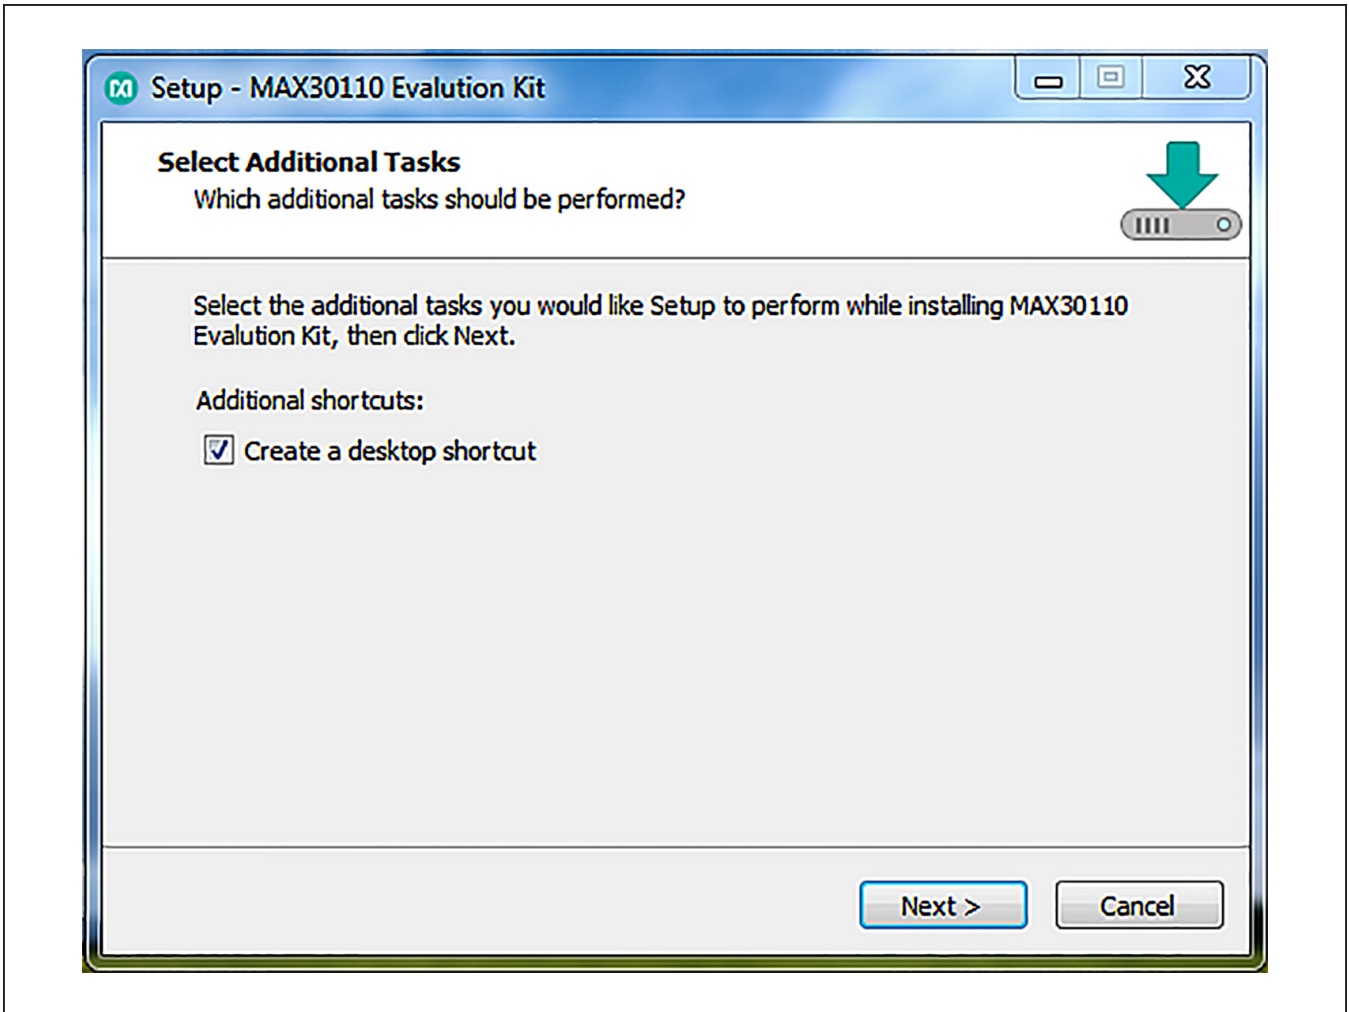 Setup - MAX30110 Evalution Kit
Select Additional Tasks
Which additional tasks should be performed?
Select the additional tasks you would like Setup to perform while installing MAX30110
Evalution Kit, then click Next.
Additional shortcuts:
Create a desktop shortcut
Next >
Cancel